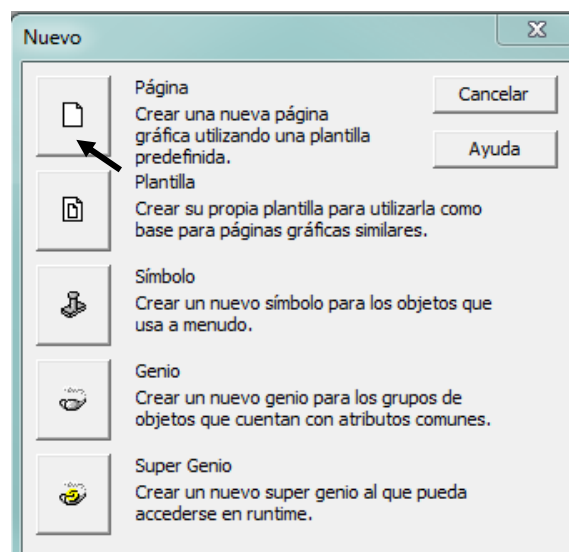 Nuevo
Página
Crear una nueva página
gráfica utilizando una plantilla
predefinida.
Cancelar
Ayuda
Plantilla
Crear su propia plantilla para utilizarla como
base para páginas gráficas similares.
Símbolo
Crear un nuevo símbolo para los objetos que
usa a menudo.
Genio
Crear un nuevo genio para los grupos de
objetos que cuentan con atributos comunes.
Super Genio
Crear un nuevo super genio al que pueda
accederse en runtime.